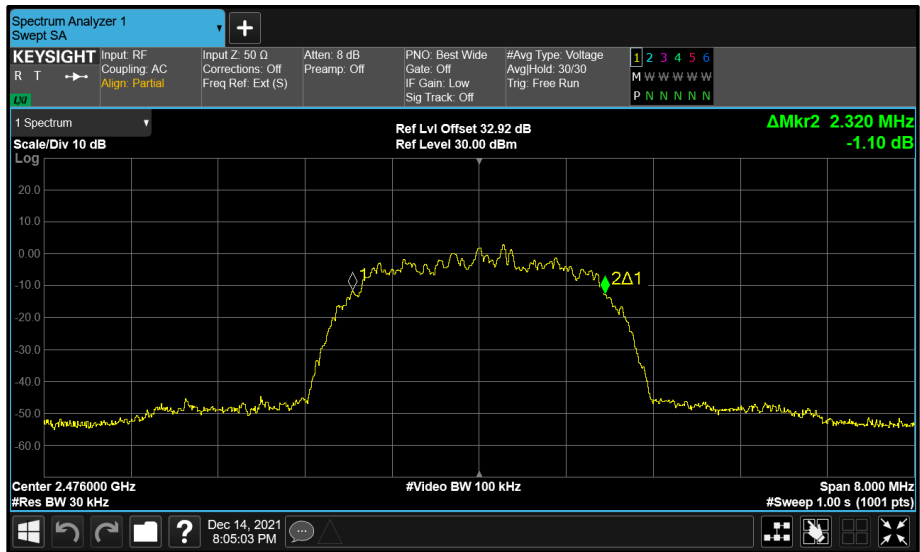 Spectrum Analyzer 1
Swept SA
+
KEYSIGHT Input: RF Input Z: 50 Ω Atten: 8 dB PNO: Best Wide #Avg Type: Voltage 1 2 3 4 5 6
R T Coupling: AC Corrections: Off Preamp: Off Gate: Off Avg|Hold: 30/30 M W W W W W
Align: Partial Freq Ref: Ext (S) IF Gain: Low Trig: Free Run
LXI Sig Track: Off P N N N N N
1 Spectrum Ref Lvl Offset 32.92 dB ΔMkr2 2.320 MHz
Scale/Div 10 dB Ref Level 30.00 dBm -1.10 dB
Log
20.0
10.0
0.00
1 2Δ1
-10.0
-20.0
-30.0
-40.0
-50.0
-60.0
Center 2.476000 GHz #Video BW 100 kHz Span 8.000 MHz
#Res BW 30 kHz #Sweep 1.00 s (1001 pts)
? Dec 14, 2021
8:05:03 PM